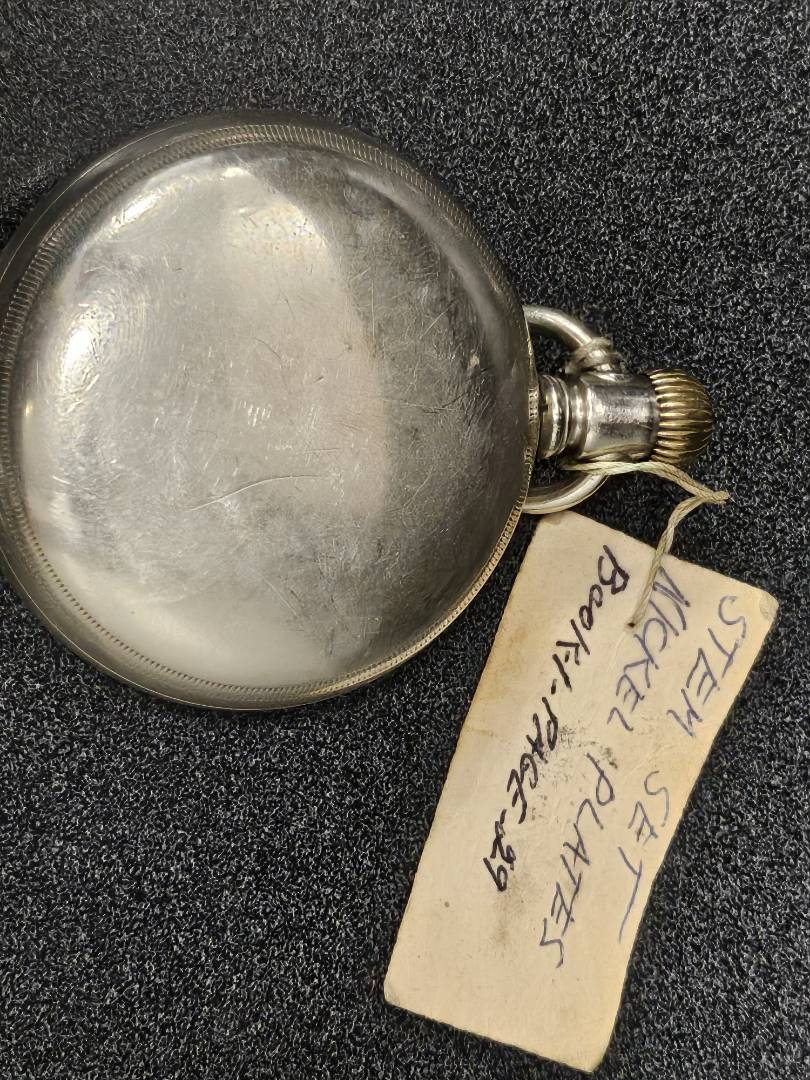 STEM SET
NICKEL PLATES
Book-1-PAGE-29